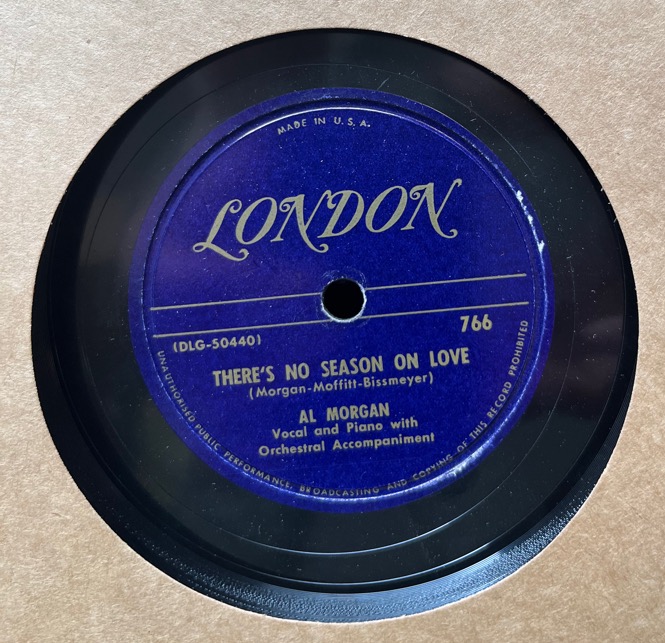 MADE IN U.S.A.
LONDON
766
(DLG-50440)
THERE'S NO SEASON ON LOVE
(Morgan-Moffitt-Bissmeyer)
AL MORGAN
Vocal and Piano with
Orchestral Accompaniment
UNAUTHORISED PUBLIC PERFORMANCE, BROADCASTING AND COPYING OF THIS RECORD PROHIBITED